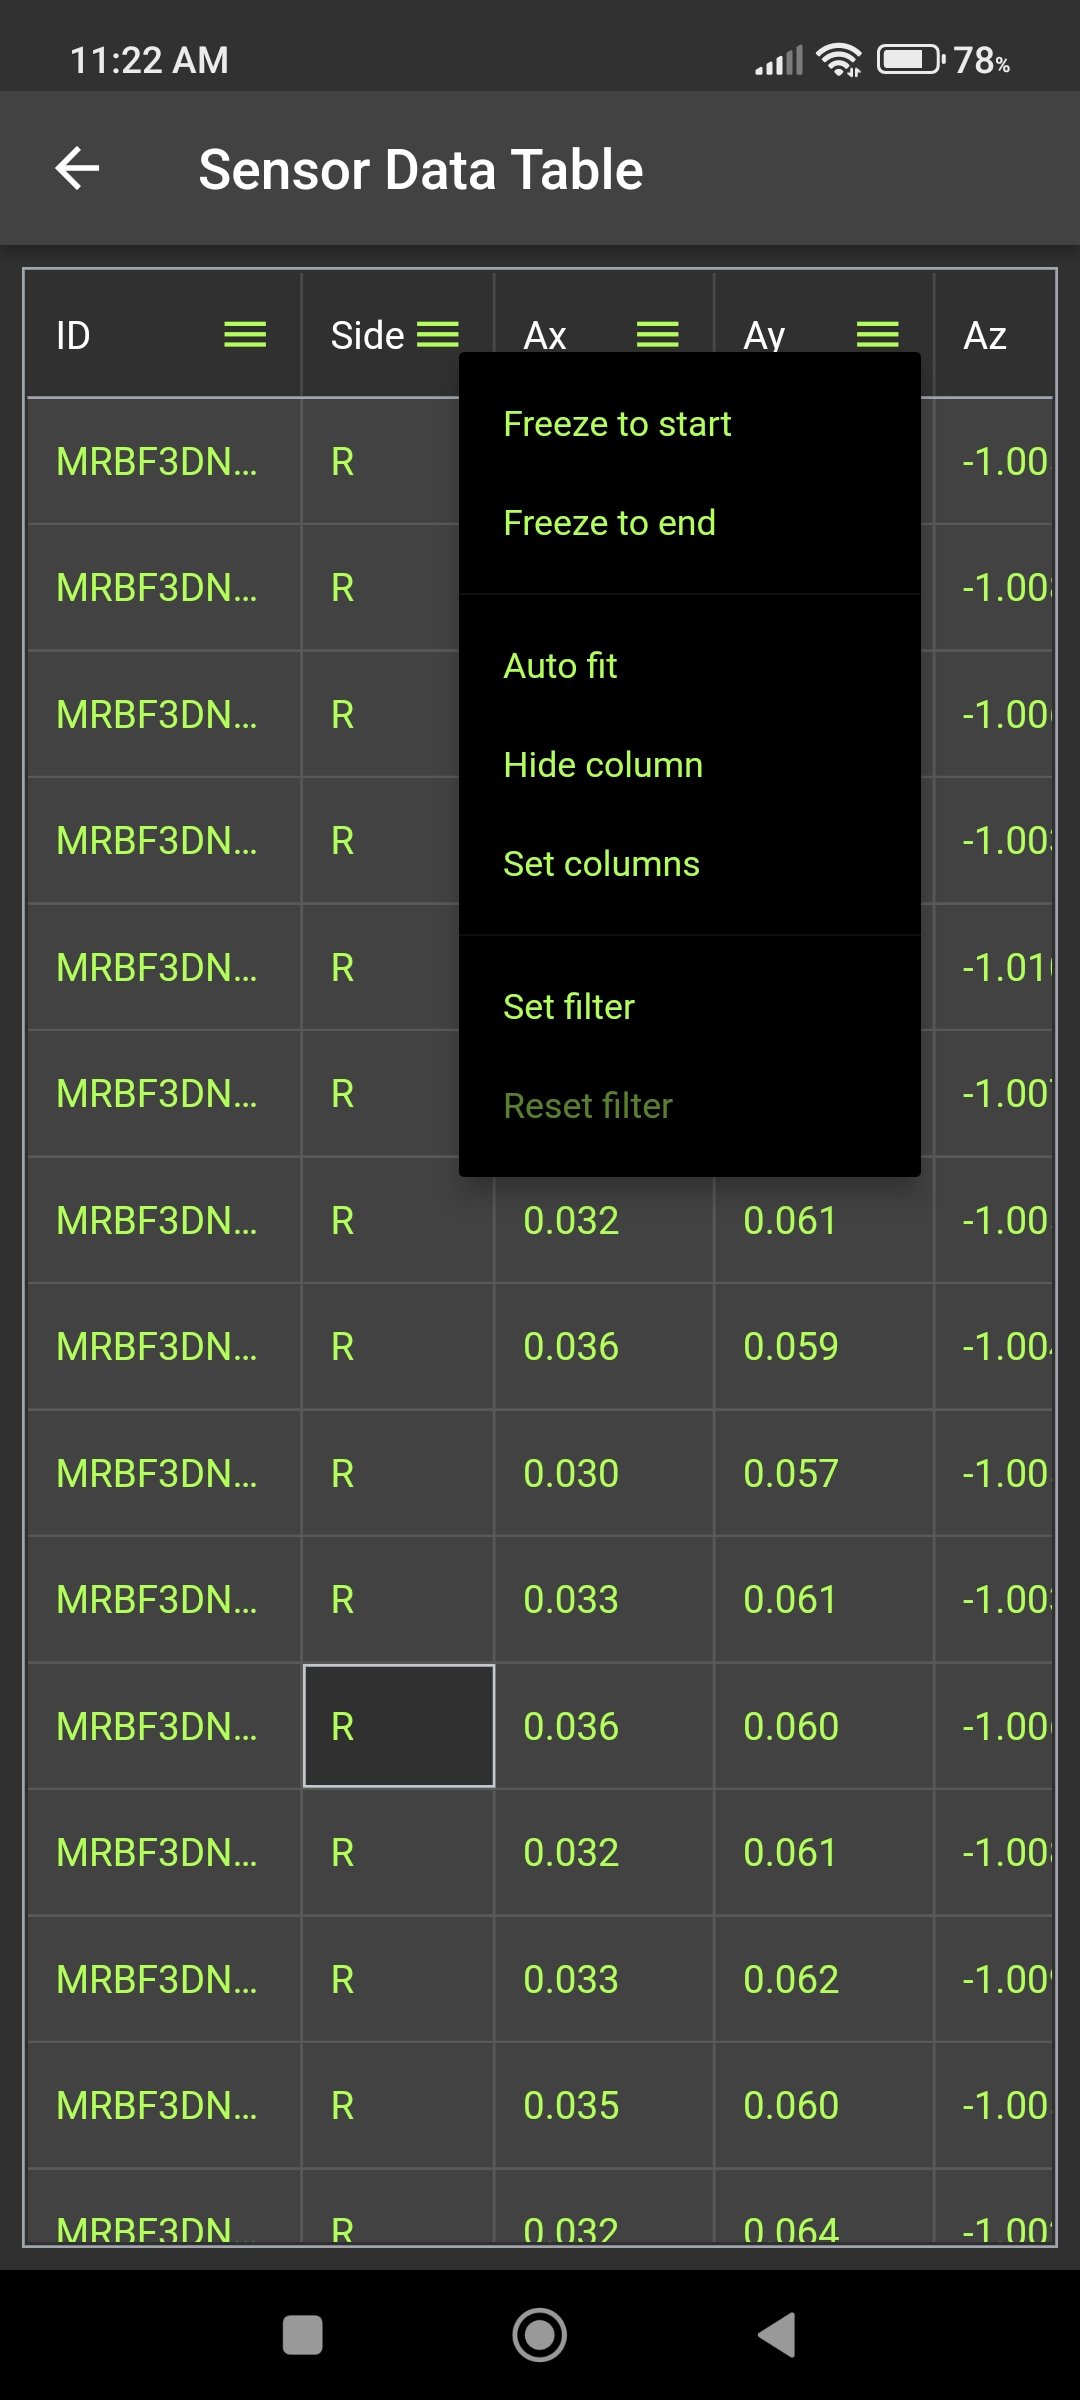 11:22 AM 78%
Sensor Data Table
ID Side Ax Ay Az
Freeze to start
MRBF3DN... R -1.00
Freeze to end
MRBF3DN... R -1.00
Auto fit
MRBF3DN... R -1.00
Hide column
MRBF3DN... R -1.00
Set columns
MRBF3DN... R -1.01
Set filter
MRBF3DN... R -1.00
Reset filter
MRBF3DN... R 0.032 0.061 -1.00
MRBF3DN... R 0.036 0.059 -1.00
MRBF3DN... R 0.030 0.057 -1.00
MRBF3DN... R 0.033 0.061 -1.00
MRBF3DN... R 0.036 0.060 -1.00
MRBF3DN... R 0.032 0.061 -1.00
MRBF3DN... R 0.033 0.062 -1.00
MRBF3DN... R 0.035 0.060 -1.00
MRBF3DN... R 0.032 0.064 -1.00